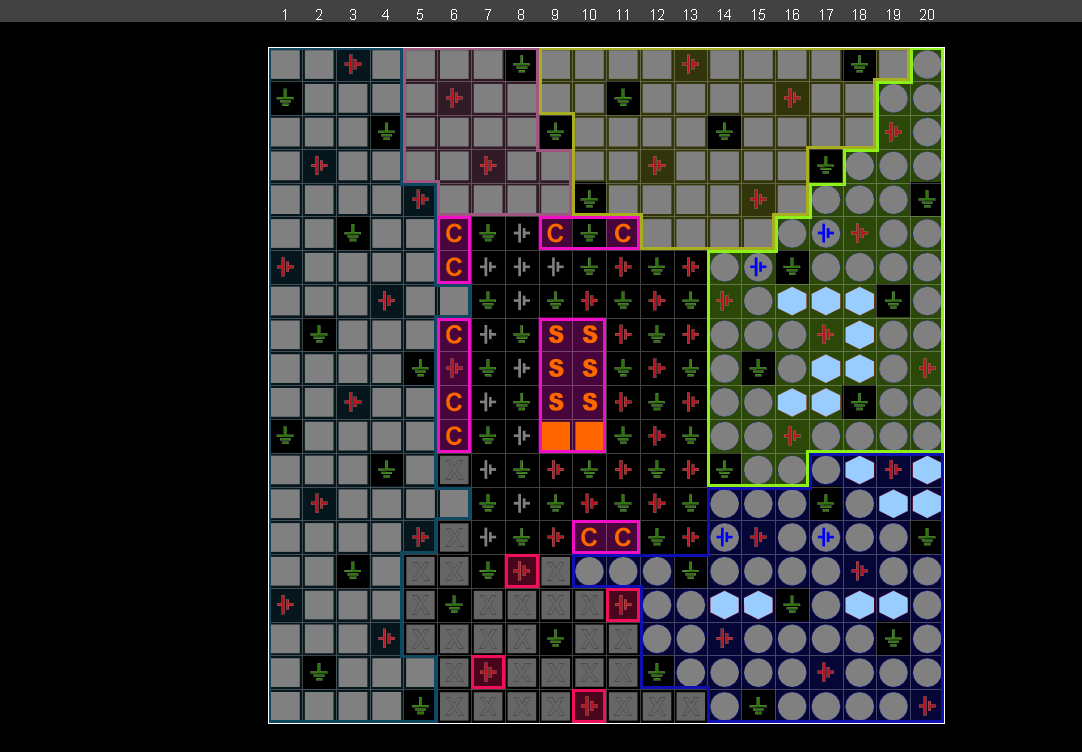 1 2 3 4 5 6 7 8 9 10 11 12 13 14 15 16 17 18 19 20
C C C
C
C S S
S S
C S S
C
X
X C C
X X X
X X X X X X
X X X X X X
X X X X X
X X X X X X X